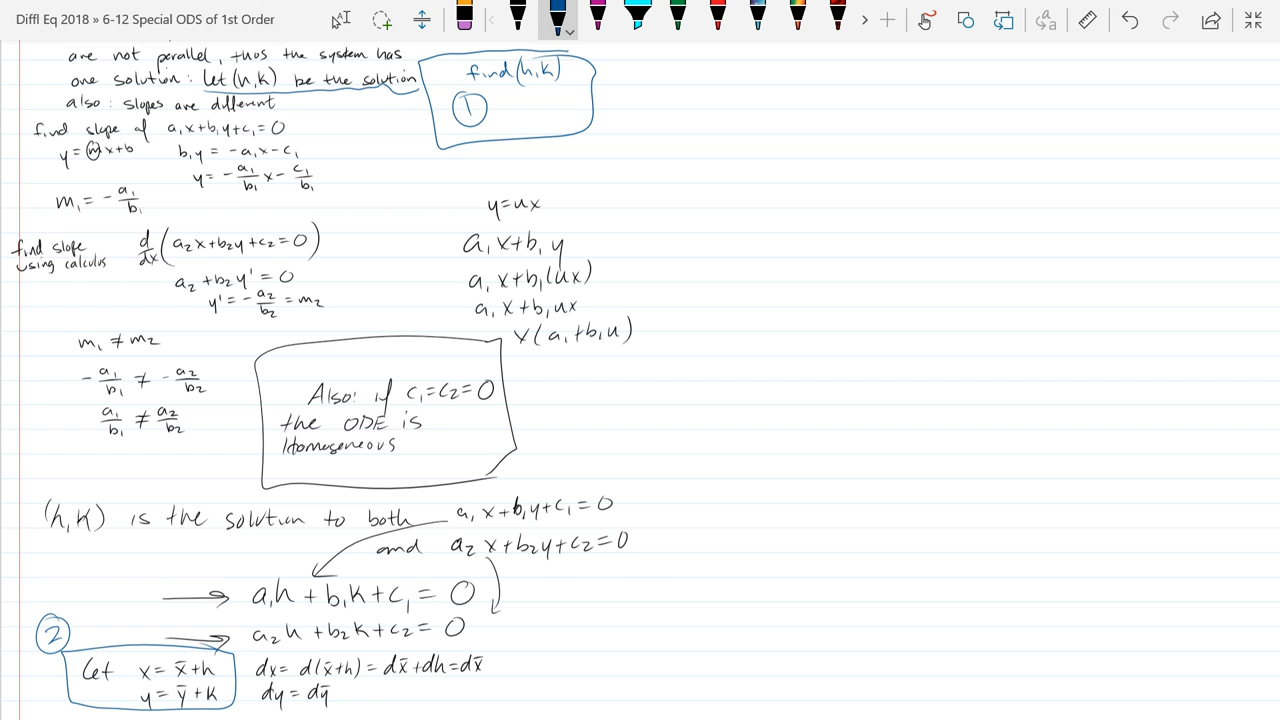 Diffl Eq 2018 » 6-12 Special ODS of 1st Order
are not parallel, thus the system has
one solution: Let (h,k) be the solution
also: slopes are different
find (h,k)
①
find slope of a₁x+b₁y+c₁=0
y=mx+b b₁y = -a₁x-c₁
y= -a₁/b₁ x - c₁/b₁
m₁= -a₁/b₁
find slope using calculus d/dx (a₂x+b₂y+c₂=0)
a₂+b₂y'=0
y'= -a₂/b₂ = m₂
m₁≠m₂
-a₁/b₁ ≠ -a₂/b₂
a₁/b₁ ≠ a₂/b₂
y=ux
a₁x+b₁y
a₁x+b₁(ux)
a₁x+b₁ux
x(a₁+b₁u)
Also: if c₁=c₂=0
the ODE is
Homogeneous
(h,k) is the solution to both a₁x+b₁y+c₁=0
and a₂x+b₂y+c₂=0
→ a₁h+b₁k+c₁=0
→ a₂h+b₂k+c₂=0
②
Let x=x̄+h dx=d(x̄+h)=dx̄+dh=dx̄
y=ȳ+k dy=dȳ